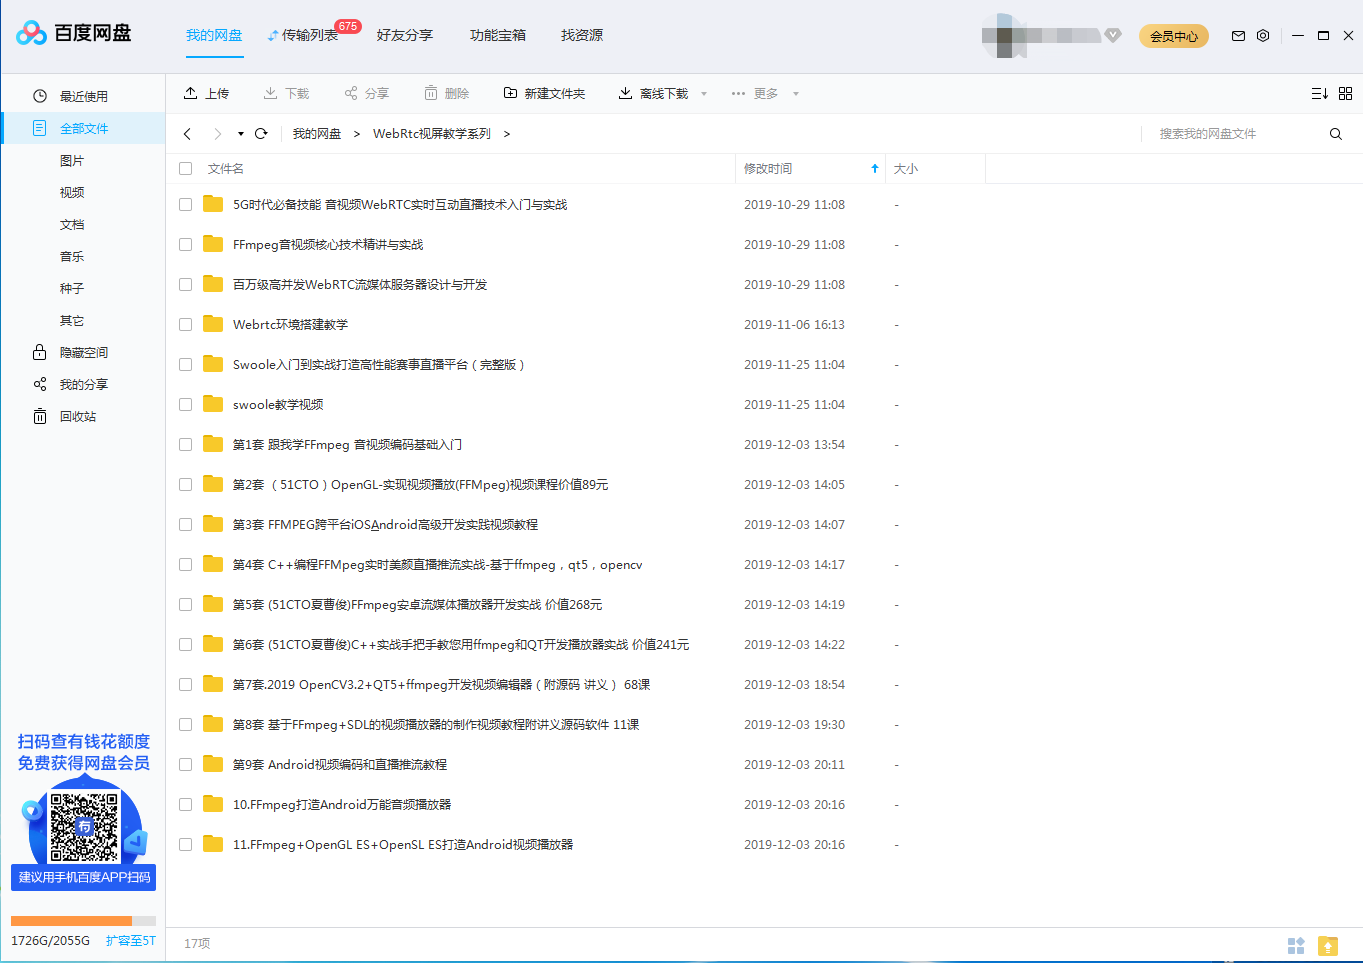 百度网盘
我的网盘 传输列表 675 好友分享 功能宝箱 找资源
会员中心
最近使用
全部文件
图片
视频
文档
音乐
种子
其它
隐藏空间
我的分享
回收站
扫码查有钱花额度
免费获得网盘会员
有
建议用手机百度APP扫码
1726G/2055G 扩容至5T
上传 下载 分享 删除 新建文件夹 离线下载 更多
我的网盘 > WebRtc视屏教学系列 >
搜索我的网盘文件
文件名 修改时间 大小
5G时代必备技能 音视频WebRTC实时互动直播技术入门与实战 2019-10-29 11:08 -
FFmpeg音视频核心技术精讲与实战 2019-10-29 11:08 -
百万级高并发WebRTC流媒体服务器设计与开发 2019-10-29 11:08 -
Webrtc环境搭建教学 2019-11-06 16:13 -
Swoole入门到实战打造高性能赛事直播平台（完整版） 2019-11-25 11:04 -
swoole教学视频 2019-11-25 11:04 -
第1套 跟我学FFmpeg 音视频编码基础入门 2019-12-03 13:54 -
第2套 （51CTO）OpenGL-实现视频播放(FFMpeg)视频课程价值89元 2019-12-03 14:05 -
第3套 FFMPEG跨平台iOSAndroid高级开发实践视频教程 2019-12-03 14:07 -
第4套 C++编程FFMpeg实时美颜直播推流实战-基于ffmpeg，qt5，opencv 2019-12-03 14:17 -
第5套 (51CTO夏曹俊)FFmpeg安卓流媒体播放器开发实战 价值268元 2019-12-03 14:19 -
第6套 (51CTO夏曹俊)C++实战手把手教您用ffmpeg和QT开发播放器实战 价值241元 2019-12-03 14:22 -
第7套.2019 OpenCV3.2+QT5+ffmpeg开发视频编辑器（附源码 讲义） 68课 2019-12-03 18:54 -
第8套 基于FFmpeg+SDL的视频播放器的制作视频教程附讲义源码软件 11课 2019-12-03 19:30 -
第9套 Android视频编码和直播推流教程 2019-12-03 20:11 -
10.FFmpeg打造Android万能音频播放器 2019-12-03 20:16 -
11.FFmpeg+OpenGL ES+OpenSL ES打造Android视频播放器 2019-12-03 20:16 -
17项